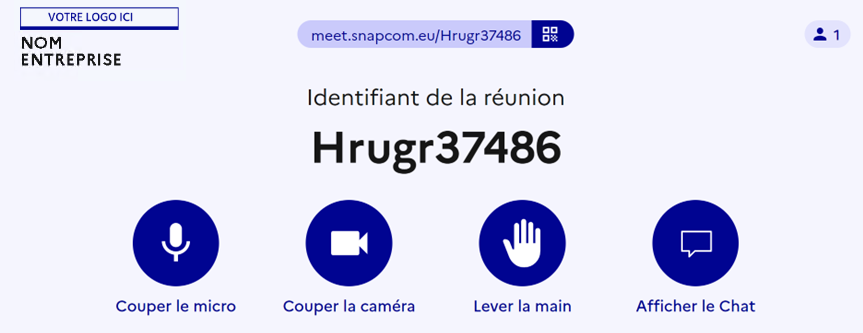 VOTRE LOGO ICI
NOM
ENTREPRISE
meet.snapcom.eu/Hrugr37486
1
Identifiant de la réunion
Hrugr37486
Couper le micro
Couper la caméra
Lever la main
Afficher le Chat